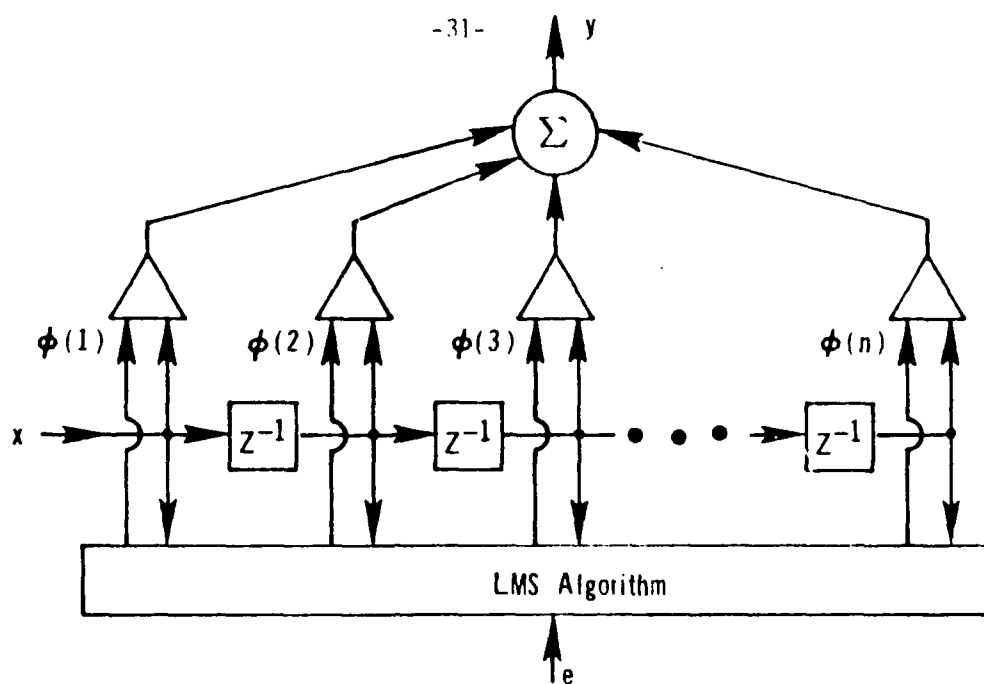 -31- y
Σ
ϕ(1) ϕ(2) ϕ(3) ϕ(n)
x Z⁻¹ Z⁻¹ • • • Z⁻¹
LMS Algorithm
e